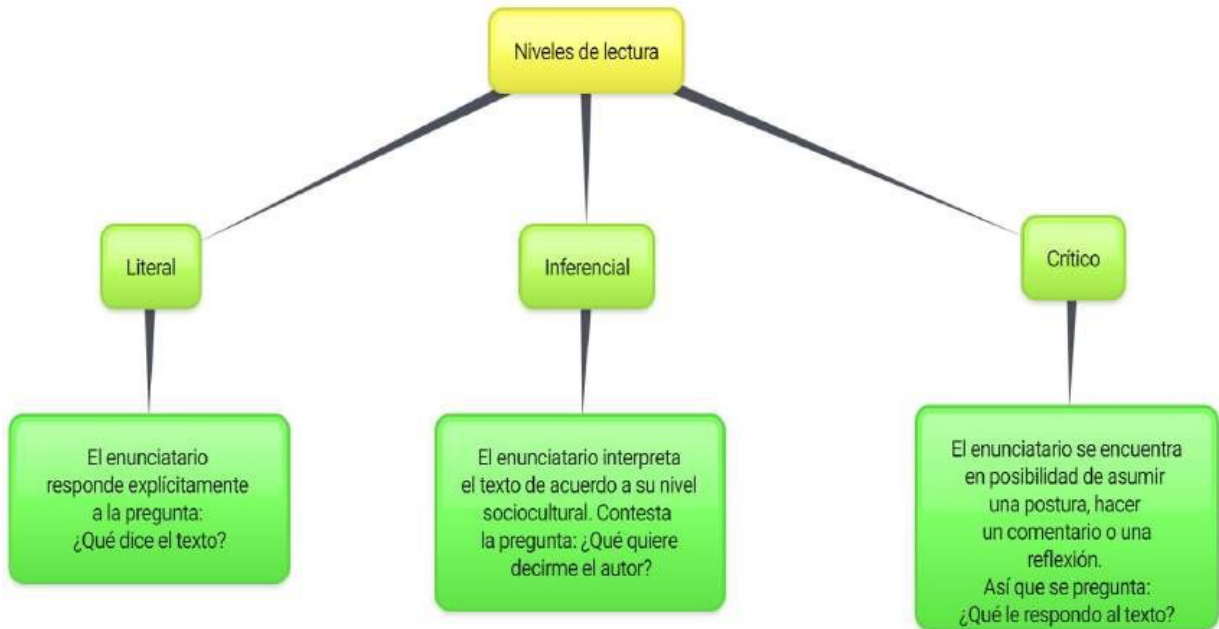 Niveles de lectura
Literal
Inferencial
Crítico
El enunciatario
responde explícitamente
a la pregunta:
¿Qué dice el texto?
El enunciatario interpreta
el texto de acuerdo a su nivel
sociocultural. Contesta
la pregunta: ¿Qué quiere
decirme el autor?
El enunciatario se encuentra
en posibilidad de asumir
una postura, hacer
un comentario o una
reflexión.
Así que se pregunta:
¿Qué le respondo al texto?